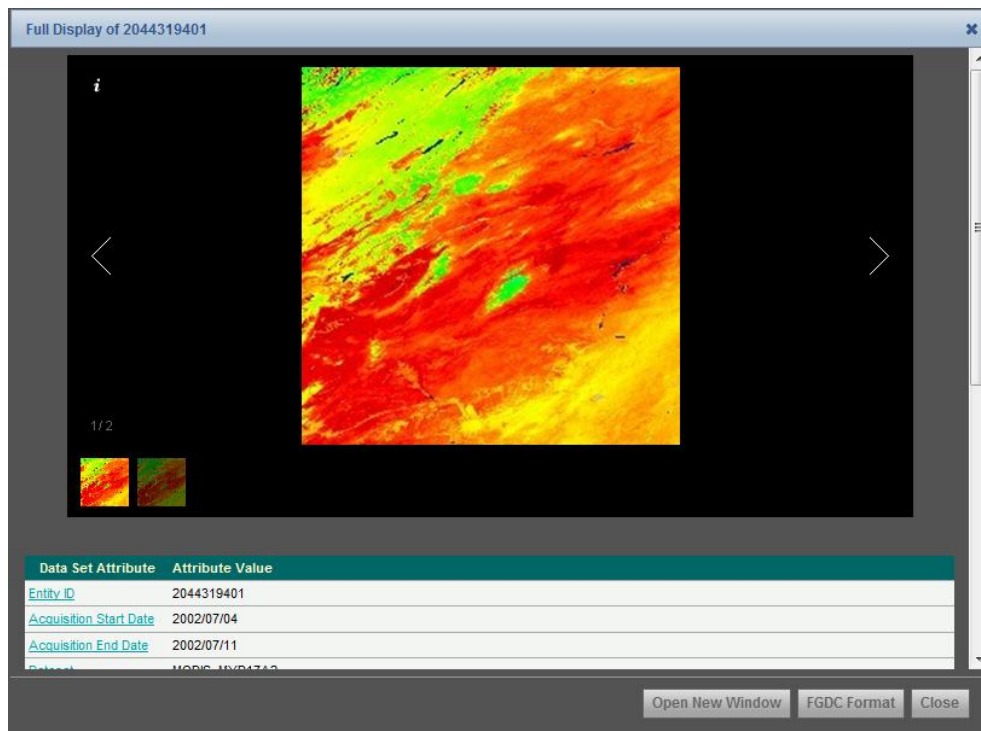 Full Display of 2044319401
i
1/2
Data Set Attribute Attribute Value
Entity ID 2044319401
Acquisition Start Date 2002/07/04
Acquisition End Date 2002/07/11
Open New Window FGDC Format Close